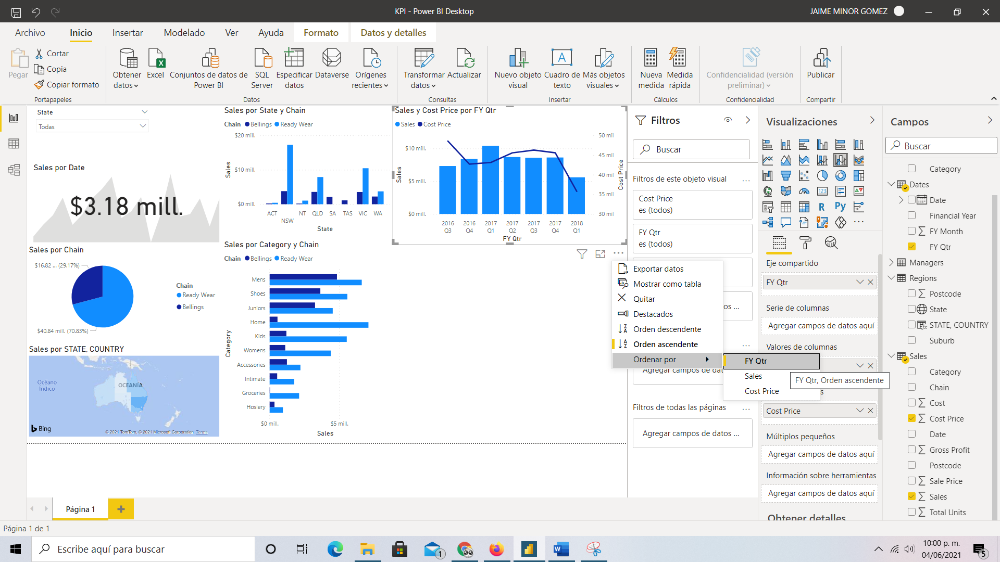 KPI - Power BI Desktop
JAIME MINOR GOMEZ
Archivo
Inicio
Insertar
Modelado
Ver
Ayuda
Formato
Datos y detalles
Pegar
Cortar
Copia
Copiar formato
Portapapeles
Obtener datos
Excel
Conjuntos de datos de Power BI
SQL Server
Especificar datos
Dataverse
Orígenes recientes
Datos
Transformar datos
Actualizar
Consultas
Nuevo objeto visual
Cuadro de texto
Más objetos visuales
Insertar
Nueva medida
Medida rápida
Cálculos
Confidencialidad (versión preliminar)
Confidencialidad
Publicar
Compartir
State
Todas
Sales por Date
$3.18 mill.
Sales por Chain
$16.82 ... (29.17%)
$40.84 mill. (70.83%)
Chain
Ready Wear
Bellings
Sales por STATE, COUNTRY
Océano Índico
OCEANÍA
Bing
© 2021 TomTom, © 2021 Microsoft Corporation Terms
Sales por State y Chain
Chain Bellings Ready Wear
$20 mill.
$10 mill.
$0 mill.
Sales
ACT NSW NT QLD SA TAS VIC WA
State
Sales por Category y Chain
Chain Bellings Ready Wear
Category
Mens
Shoes
Juniors
Home
Kids
Womens
Accessories
Intimate
Groceries
Hosiery
$0 mill.
$5 mill.
Sales
Sales y Cost Price por FY Qtr
Sales Cost Price
$10 mill.
$5 mill.
$0 mill.
Sales
50 mil
45 mil
40 mil
35 mil
30 mil
Cost Price
2016 Q3
2016 Q4
2017 Q1
2017 Q2
2017 Q3
2017 Q4
2018 Q1
FY Qtr
Exportar datos
Mostrar como tabla
Quitar
Destacados
Orden descendente
Orden ascendente
Ordenar por
FY Qtr
Sales
Cost Price
FY Qtr, Orden ascendente
Filtros
Buscar
Filtros de este objeto visual
...
Cost Price
es (todos)
FY Qtr
es (todos)
os ...
...
Agregar campos de dat
Filtros de todas las páginas
...
Agregar campos de datos ...
Visualizaciones
123
R
Py
...
Eje compartido
FY Qtr
Serie de columnas
Agregar campos de datos aquí
Valores de columnas
s
Cost Price
Múltiplos pequeños
Agregar campos de datos aquí
Información sobre herramientas
Agregar campos de datos aquí
Obtener detalles
Campos
Buscar
Category
Dates
Date
Financial Year
FY Month
FY Qtr
Managers
Regions
Postcode
State
STATE, COUNTRY
Suburb
Sales
Category
Chain
Cost
Cost Price
Date
Gross Profit
Postcode
Sale Price
Sales
Total Units
Página 1
Página 1 de 1
Escribe aquí para buscar
1
10:00 p. m.
04/06/2021
5